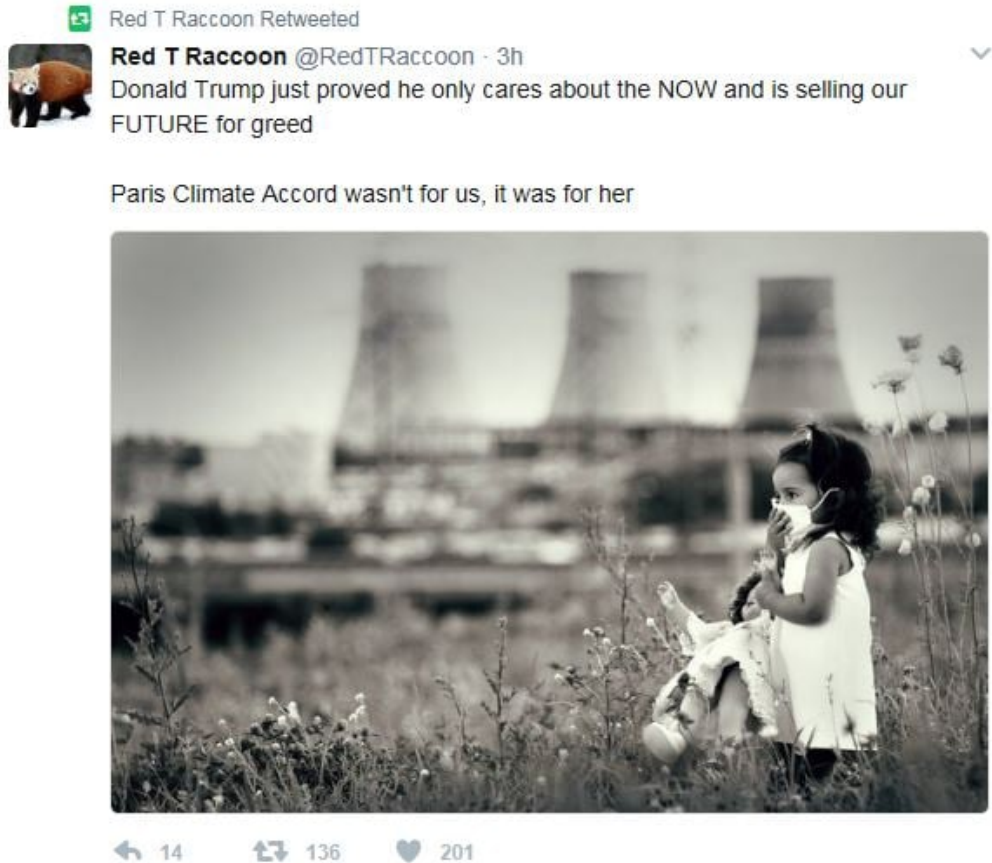 Red T Raccoon Retweeted
Red T Raccoon @RedTRaccoon · 3h
Donald Trump just proved he only cares about the NOW and is selling our
FUTURE for greed
Paris Climate Accord wasn't for us, it was for her
14 136 201